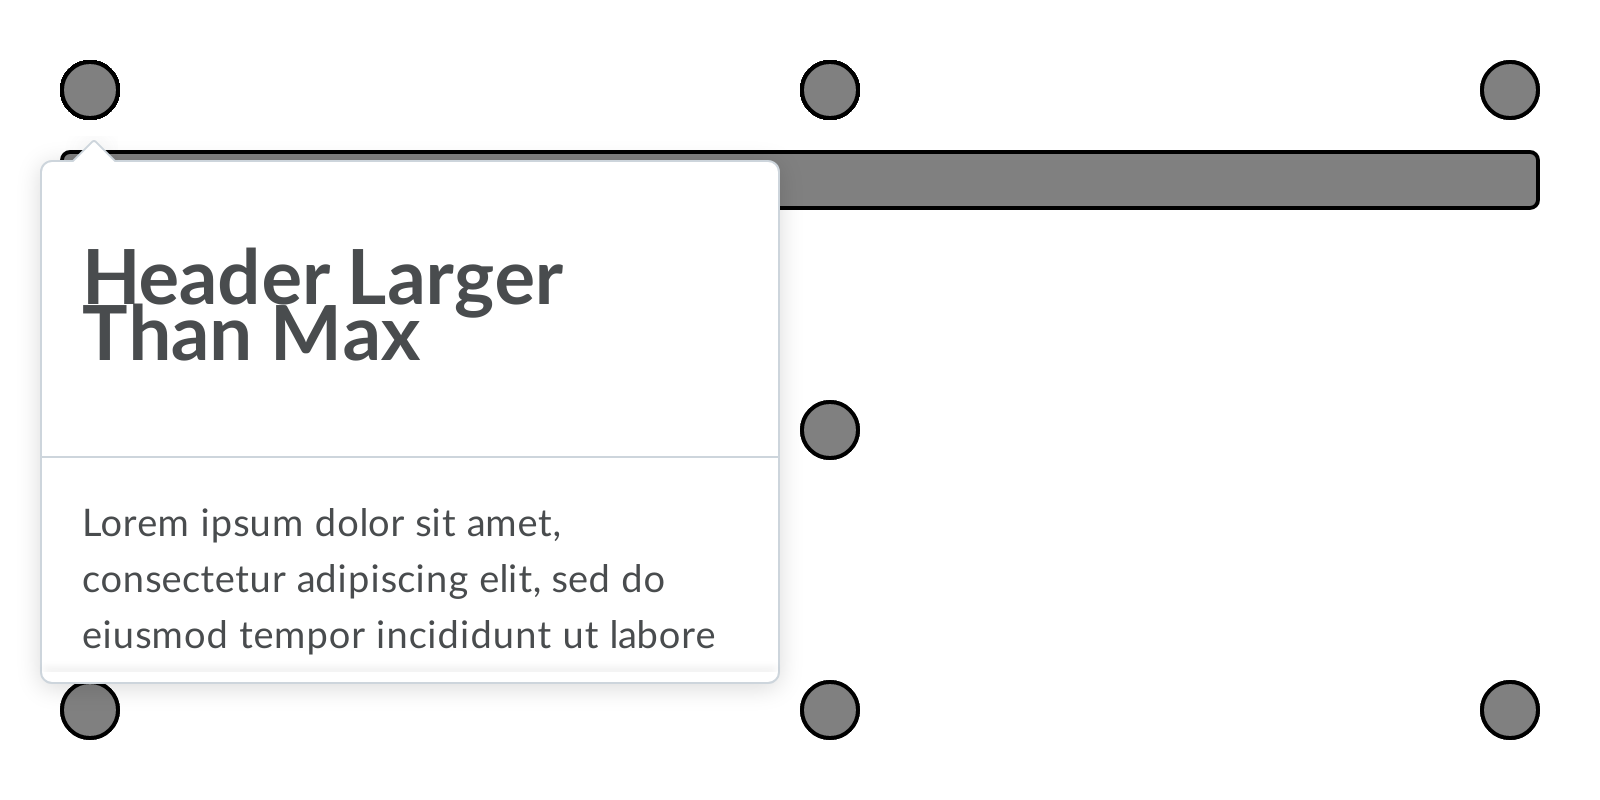 Header Larger
Than Max
Lorem ipsum dolor sit amet,
consectetur adipiscing elit, sed do
eiusmod tempor incididunt ut labore